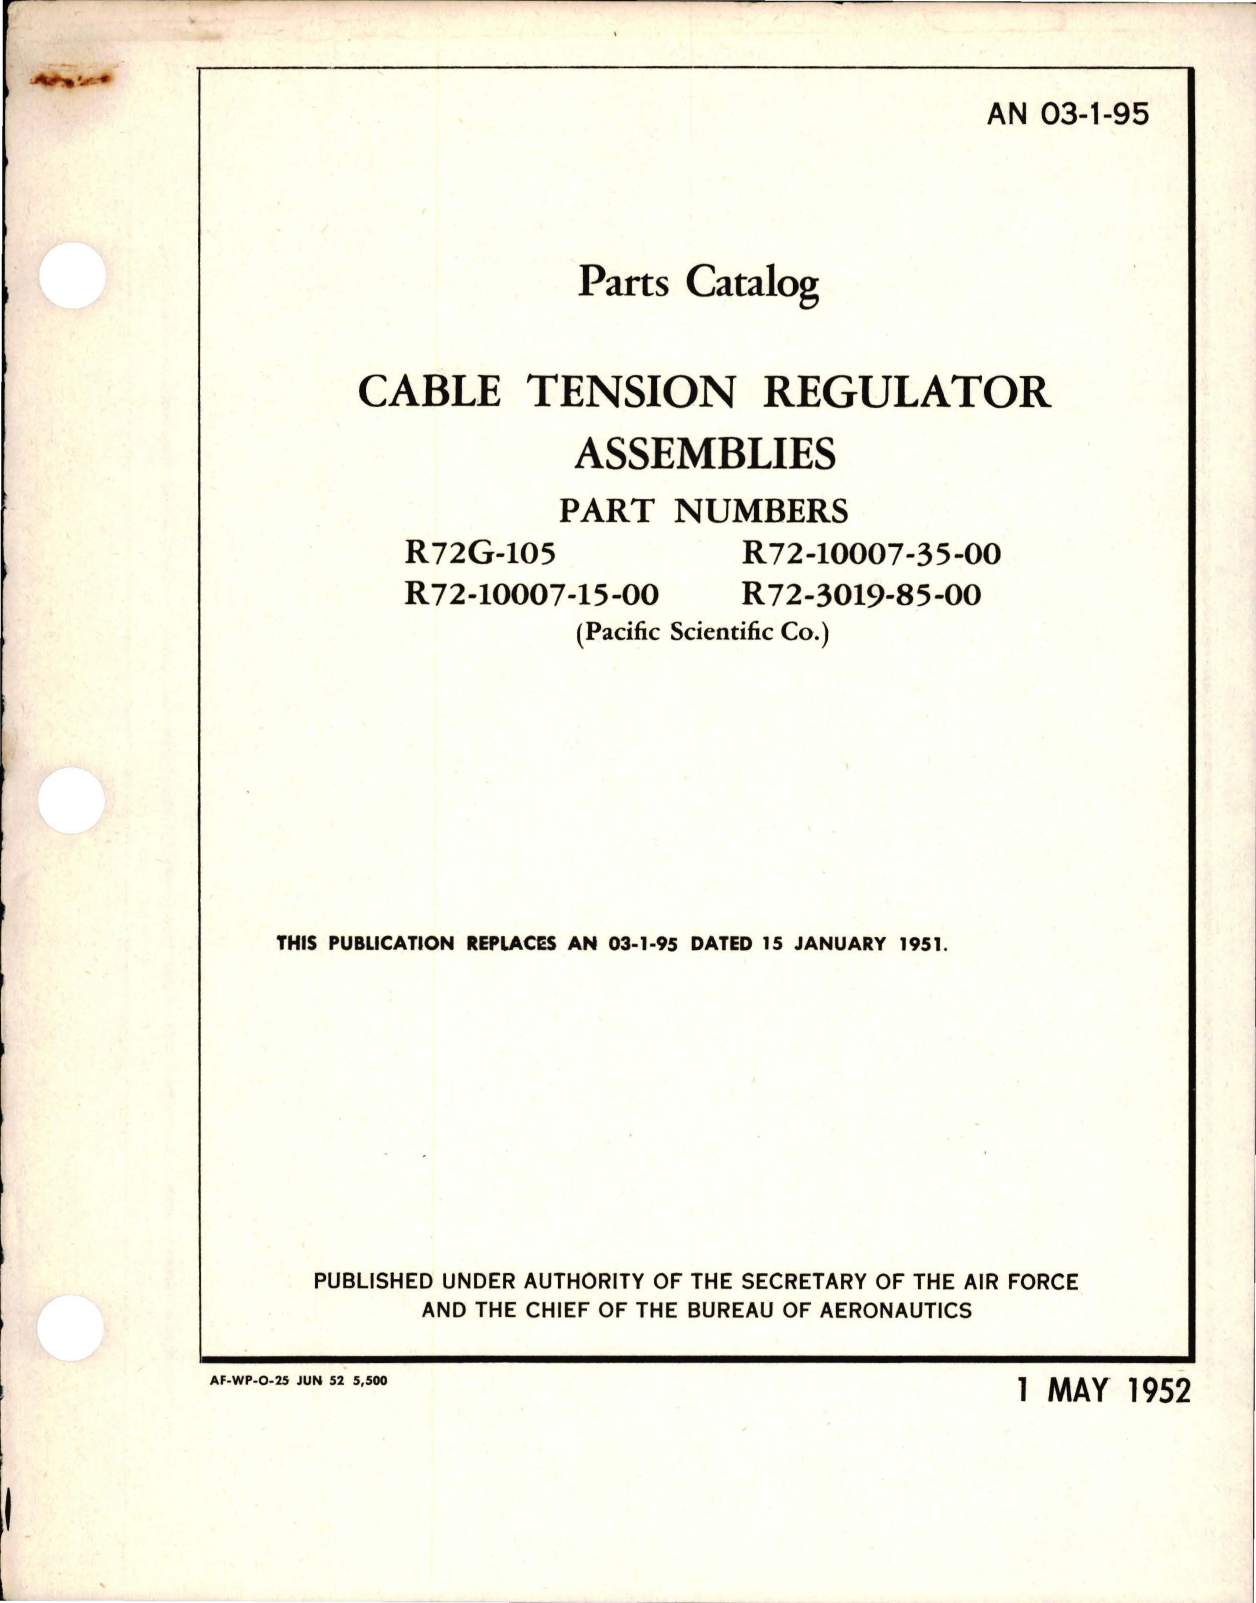 AN 03-1-95
Parts Catalog
CABLE TENSION REGULATOR
ASSEMBLIES
PART NUMBERS
R72G-105 R72-10007-35-00
R72-10007-15-00 R72-3019-85-00
(Pacific Scientific Co.)
THIS PUBLICATION REPLACES AN 03-1-95 DATED 15 JANUARY 1951.
PUBLISHED UNDER AUTHORITY OF THE SECRETARY OF THE AIR FORCE
AND THE CHIEF OF THE BUREAU OF AERONAUTICS
AF-WP-O-25 JUN 52 5,500
1 MAY 1952